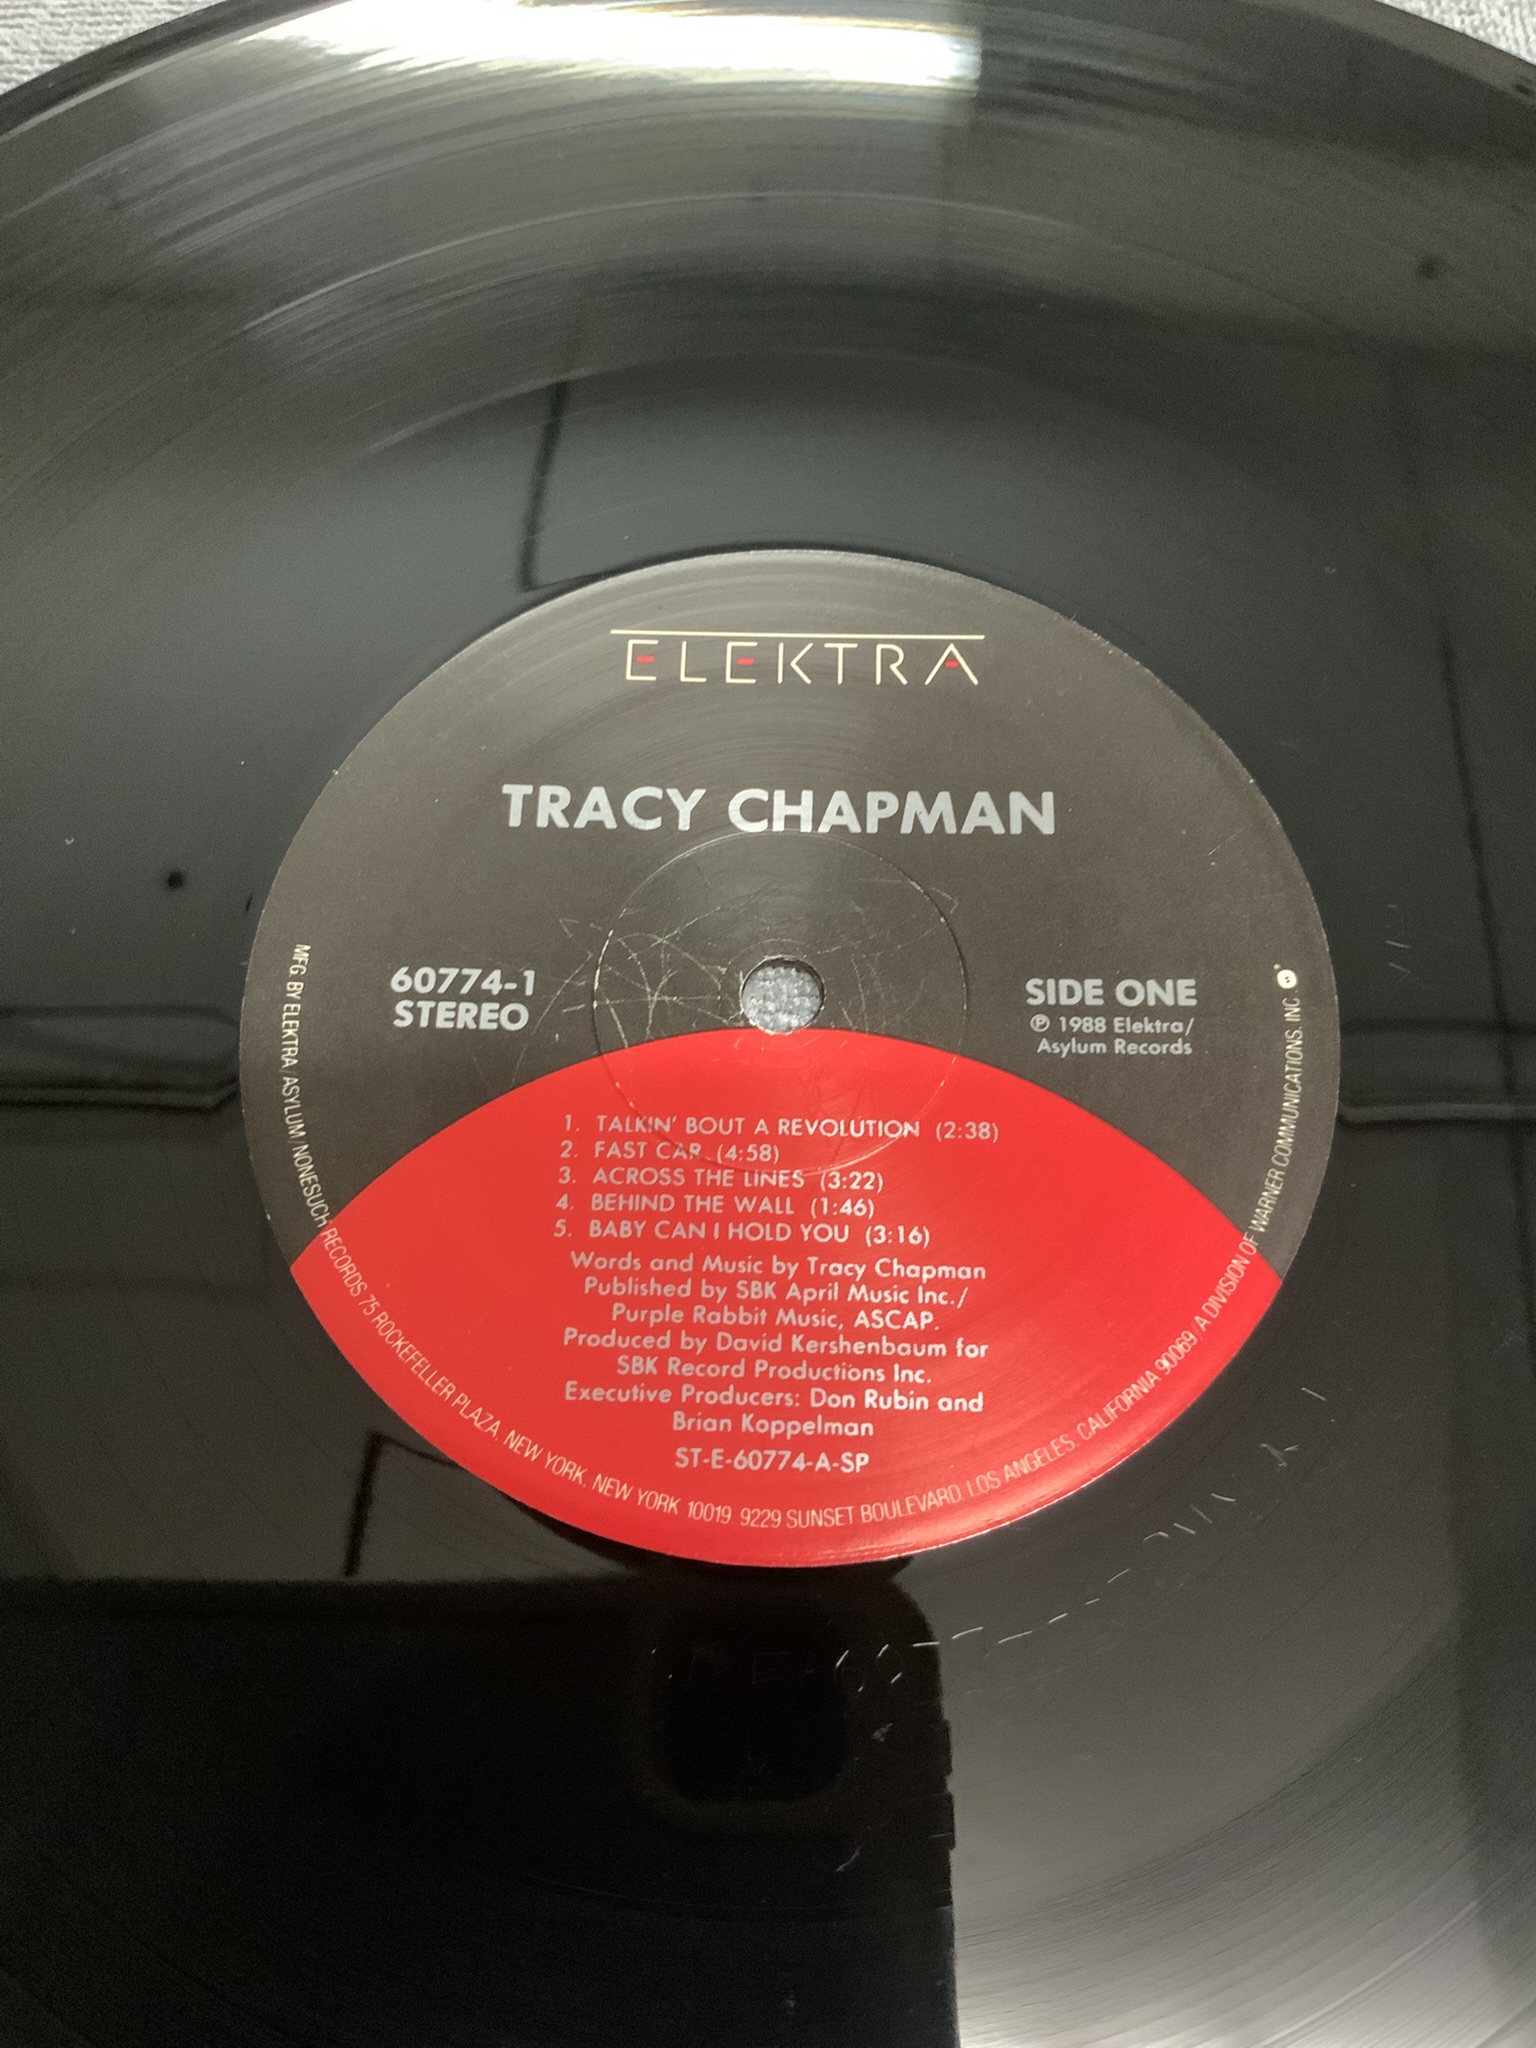 ELEKTRA
TRACY CHAPMAN
60774-1
STEREO
SIDE ONE
℗ 1988 Elektra/
Asylum Records
1. TALKIN' BOUT A REVOLUTION (2:38)
2. FAST CAR (4:58)
3. ACROSS THE LINES (3:22)
4. BEHIND THE WALL (1:46)
5. BABY CAN I HOLD YOU (3:16)
Words and Music by Tracy Chapman
Published by SBK April Music Inc./
Purple Rabbit Music, ASCAP.
Produced by David Kershenbaum for
SBK Record Productions Inc.
Executive Producers: Don Rubin and
Brian Koppelman
ST-E-60774-A-SP
MFG. BY ELEKTRA/ASYLUM/NONESUCH RECORDS 75 ROCKEFELLER PLAZA, NEW YORK, NEW YORK 10019 9229 SUNSET BOULEVARD, LOS ANGELES, CALIFORNIA 90069 / A DIVISION OF WARNER COMMUNICATIONS, INC.